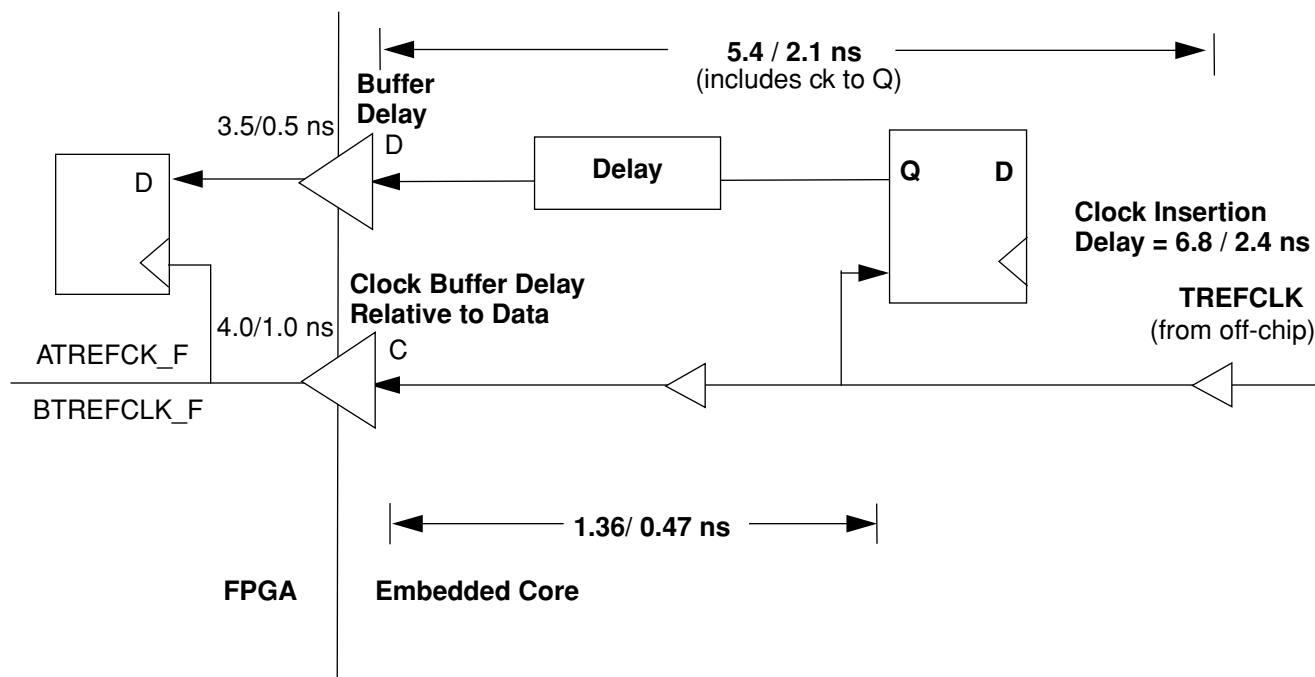 5.4 / 2.1 ns
(includes ck to Q)
Buffer
Delay
3.5/0.5 ns
D
D
Delay
Q
D
Clock Insertion
Delay = 6.8 / 2.4 ns
Clock Buffer Delay
Relative to Data
TREFCLK
(from off-chip)
4.0/1.0 ns
C
ATREFCK_F
BTREFCLK_F
1.36/ 0.47 ns
FPGA
Embedded Core